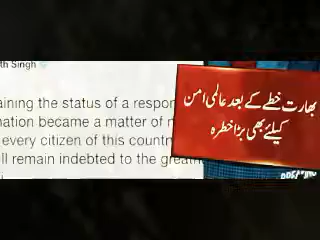 th Singh
aining the status of a respon
nation became a matter of n
every citizen of this countr
ll remain indebted to the great
بھارت خطے کے بعد عالمی امن
کیلئے بھی بڑا خطرہ